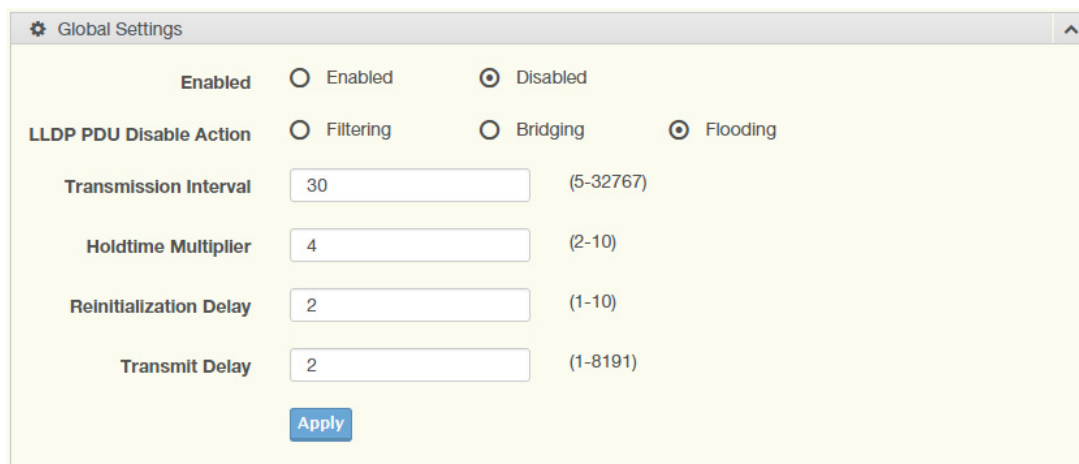 Global Settings
Enabled Enabled Disabled
LLDP PDU Disable Action Filtering Bridging Flooding
Transmission Interval 30 (5-32767)
Holdtime Multiplier 4 (2-10)
Reinitialization Delay 2 (1-10)
Transmit Delay 2 (1-8191)
Apply